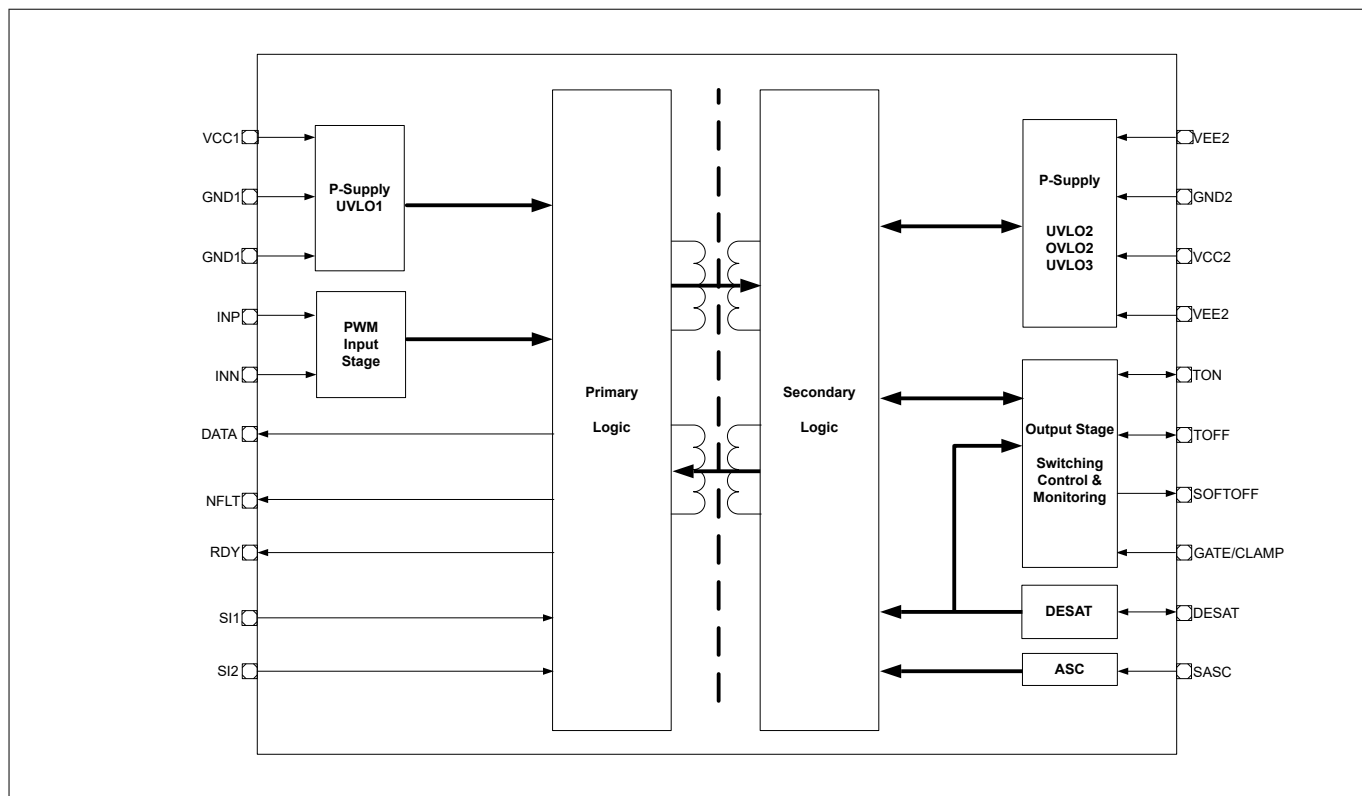 VCC1
GND1
GND1
INP
INN
DATA
NFLT
RDY
SI1
SI2
P-Supply
UVLO1
PWM
Input
Stage
Primary
Logic
Secondary
Logic
P-Supply
UVLO2
OVLO2
UVLO3
Output Stage
Switching
Control &
Monitoring
DESAT
ASC
VEE2
GND2
VCC2
VEE2
TON
TOFF
SOFTOFF
GATE/CLAMP
DESAT
SASC